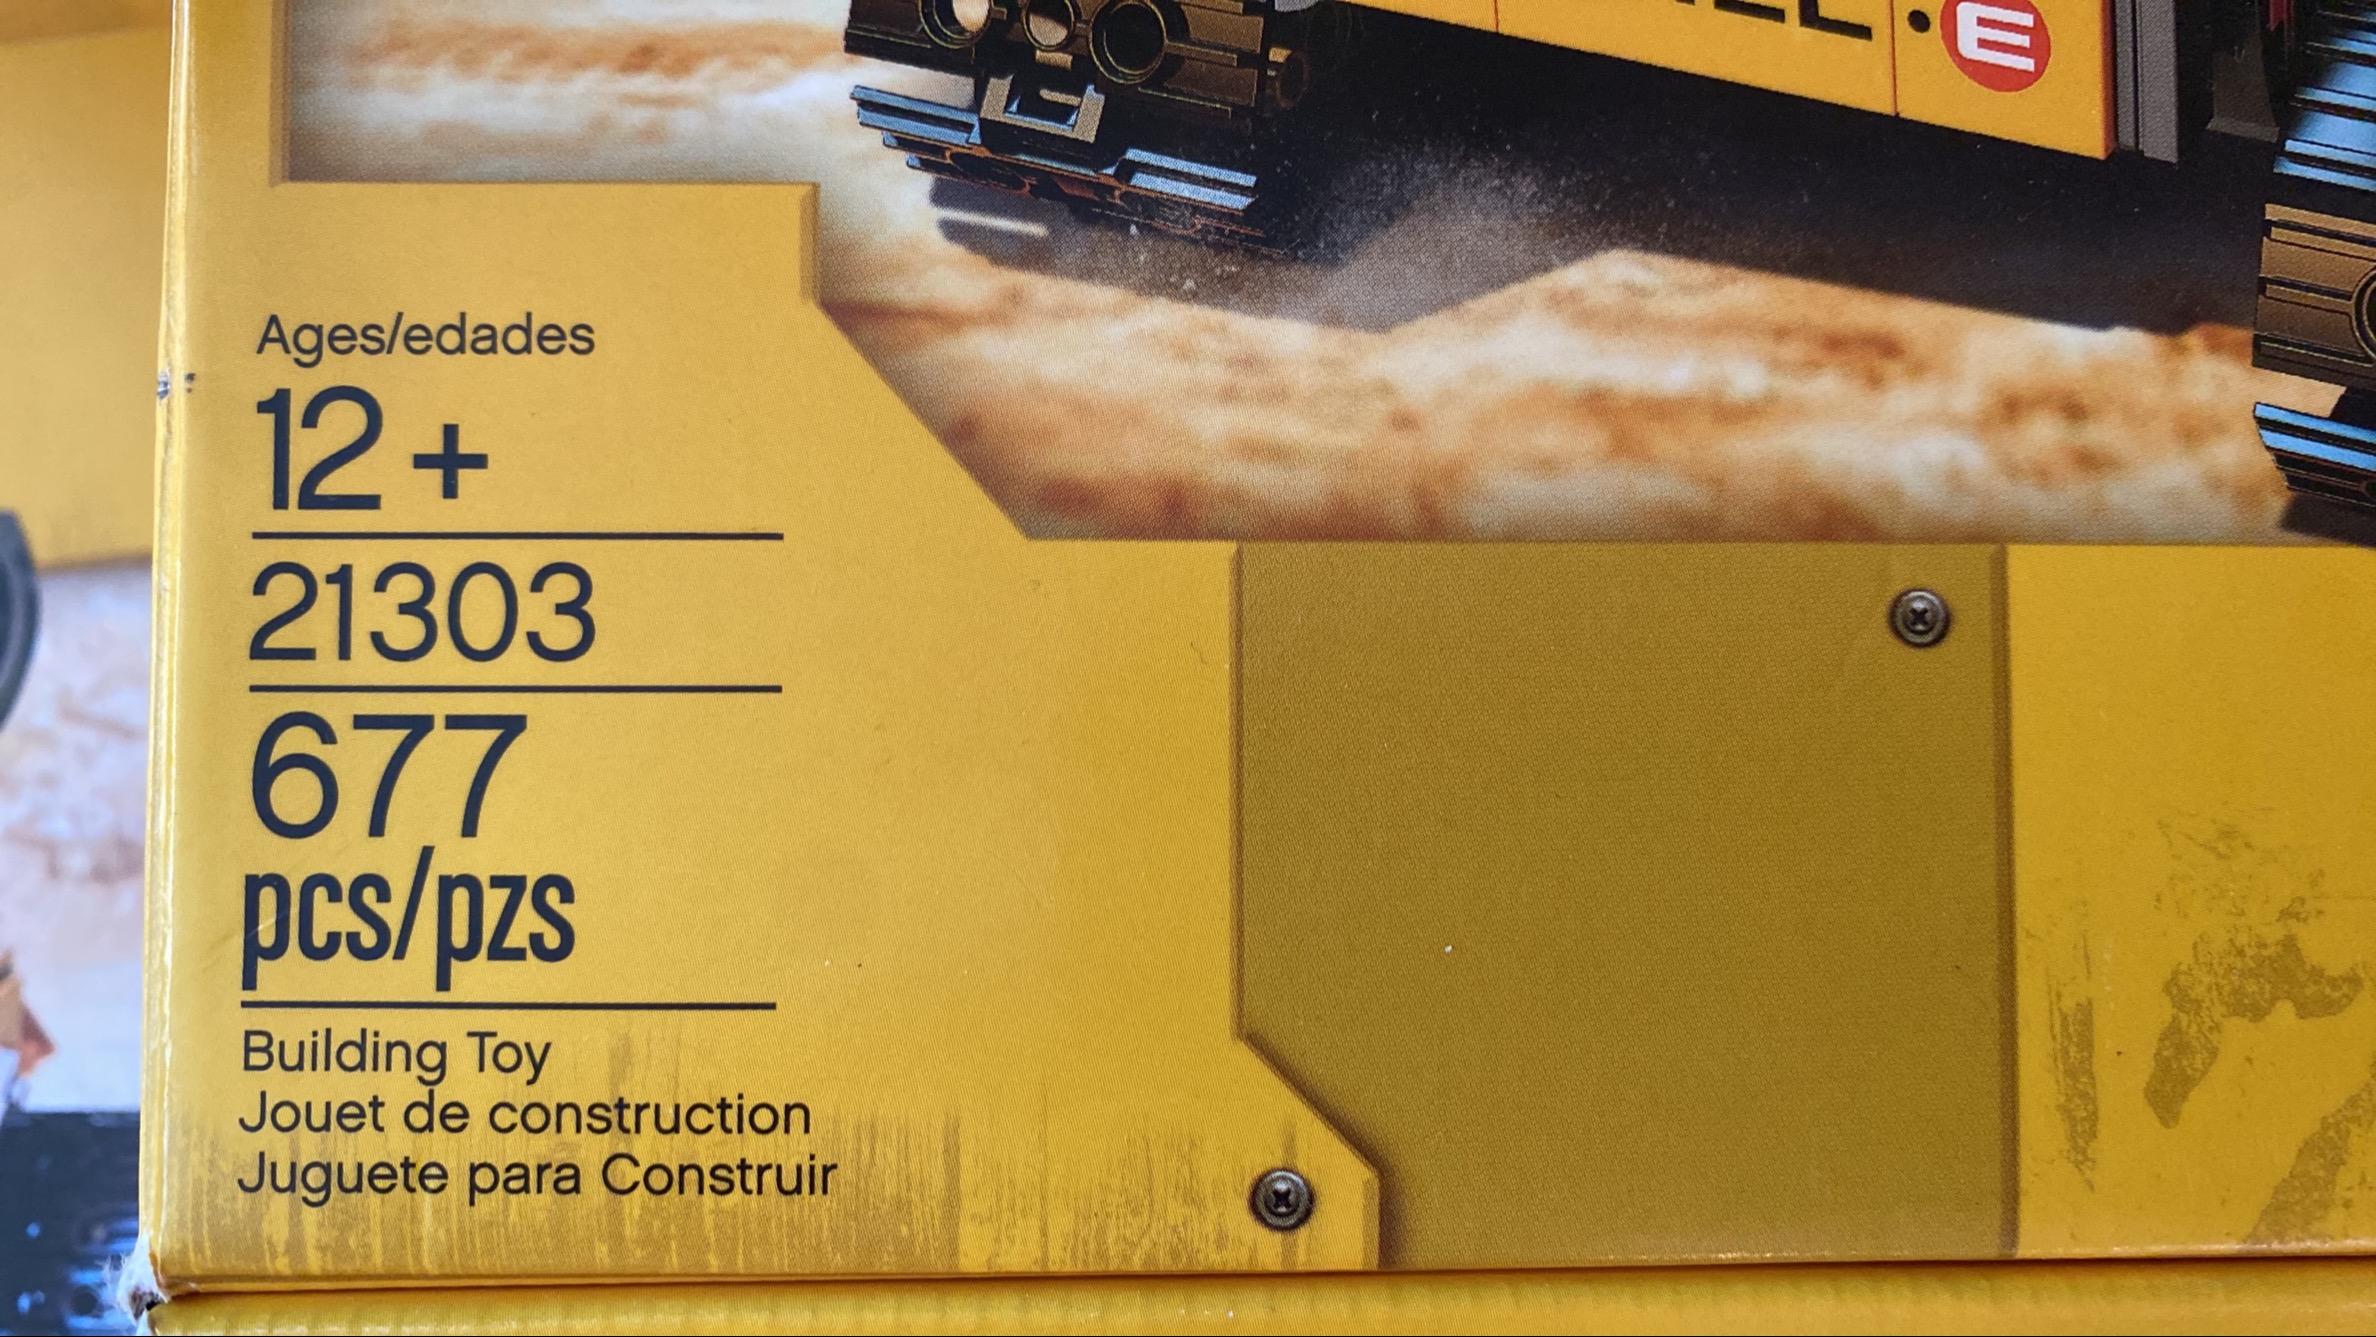 E
Ages/edades
12+
21303
677
pcs/pzs
Building Toy
Jouet de construction
Juguete para Construir